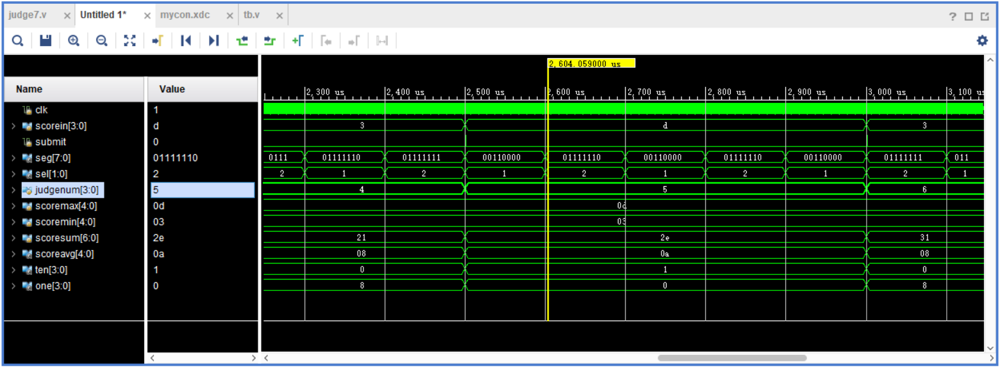 judge7.v × Untitled 1* × mycon.xdc × tb.v × ?
2,604.059000 us
Name Value
2,300 us 2,400 us 2,500 us 2,600 us 2,700 us 2,800 us 2,900 us 3,000 us 3,100 us
clk 1
scorein[3:0] d 3 d 3
submit 0
seg[7:0] 01111110 0111 01111110 01111111 00110000 01111110 00110000 01111110 00110000 01111111 011
sel[1:0] 2 2 1 2 1 2 1 2 1 2 1
judgenum[3:0] 5 4 5 6
scoremax[4:0] 0d 0d
scoremin[4:0] 03 03
scoresum[6:0] 2e 21 2e 31
scoreavg[4:0] 0a 08 0a 08
ten[3:0] 1 0 1 0
one[3:0] 0 8 0 8